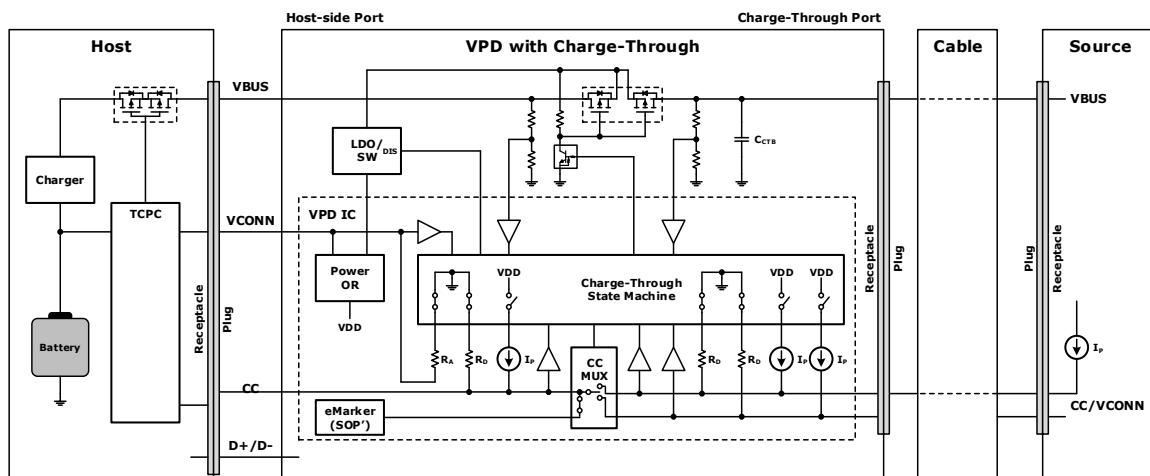 Host-side Port
Charge-Through Port
Host
VPD with Charge-Through
Cable
Source
VBUS
VBUS
LDO/DIS
SW
CCTB
Charger
TCPC
VCONN
VPD IC
Power
OR
VDD
VDD
Charge-Through
State Machine
VDD
VDD
Receptacle
Plug
Receptacle
Plug
Plug
Receptacle
Battery
RA
RD
IP
CC
MUX
RD
RD
IP
IP
IP
CC
eMarker
(SOP')
CC/VCONN
D+/D-